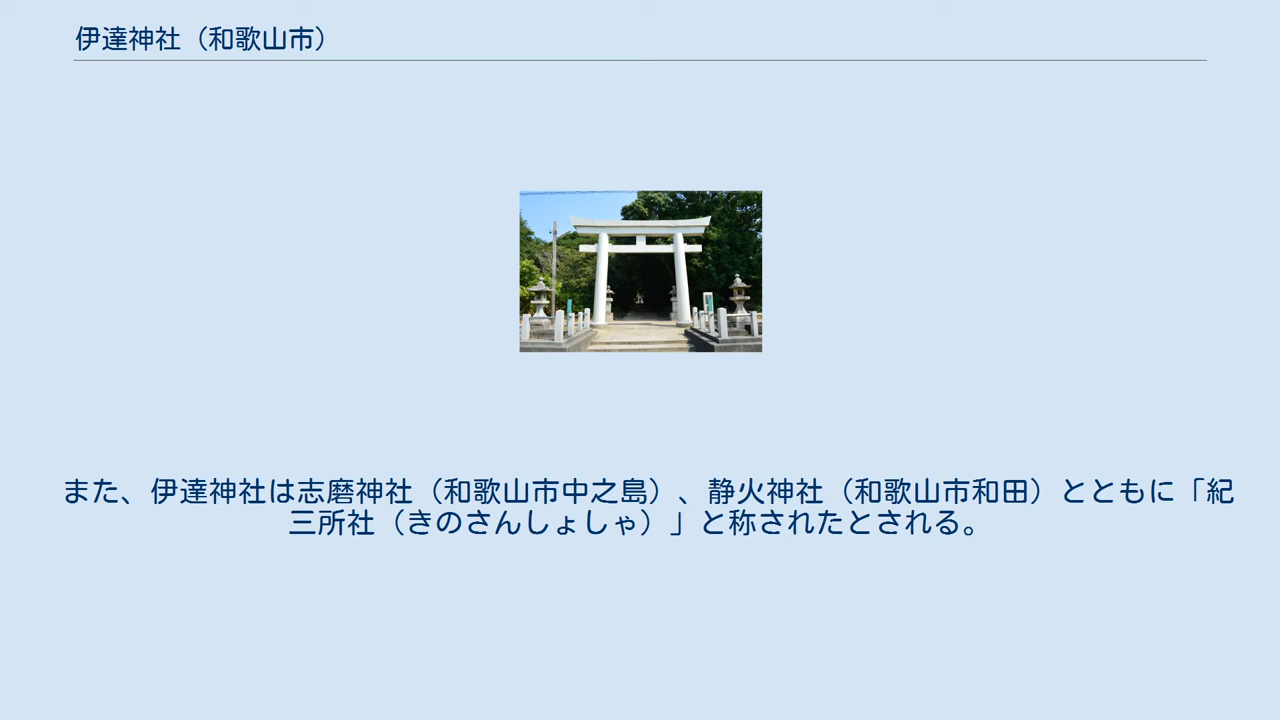 伊達神社（和歌山市）
また、伊達神社は志磨神社（和歌山市中之島）、静火神社（和歌山市和田）とともに「紀
三所社（きのさんしょしゃ）」と称されたとされる。